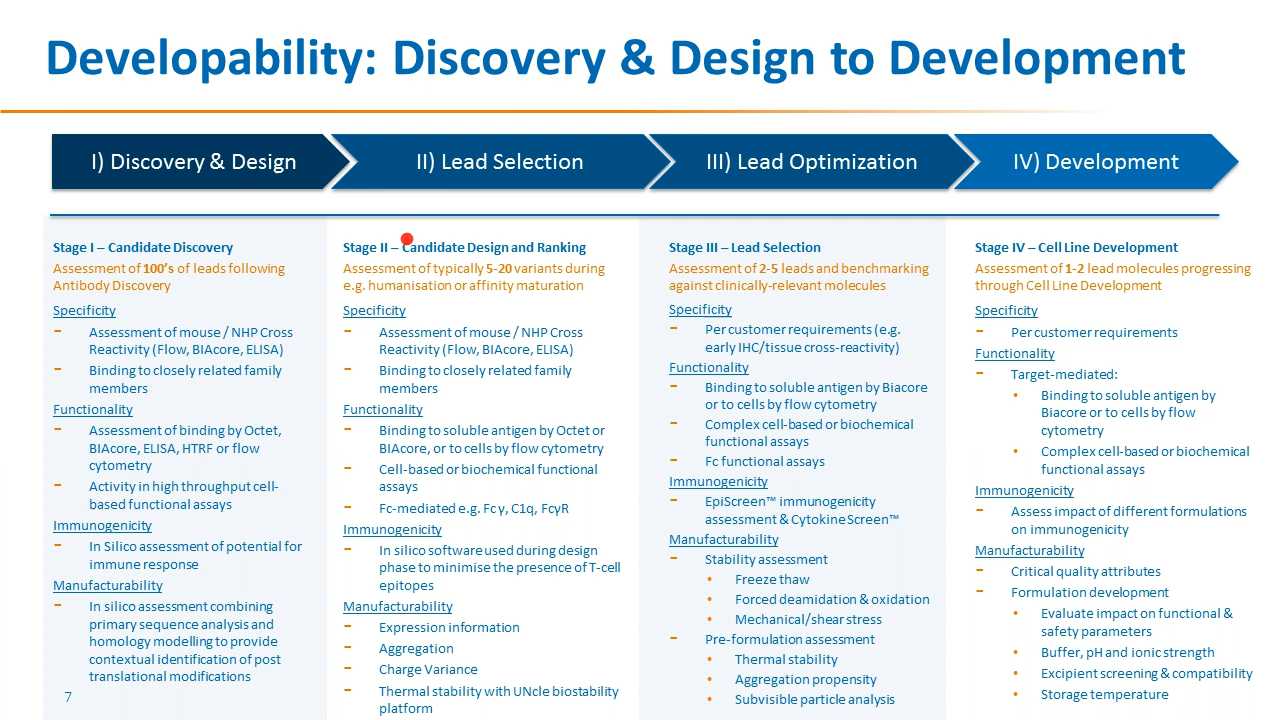 Developability: Discovery & Design to Development
I) Discovery & Design
II) Lead Selection
III) Lead Optimization
IV) Development
Stage I – Candidate Discovery
Assessment of 100's of leads following
Antibody Discovery
Specificity
- Assessment of mouse / NHP Cross
Reactivity (Flow, BIAcore, ELISA)
- Binding to closely related family
members
Functionality
- Assessment of binding by Octet,
BIAcore, ELISA, HTRF or flow
cytometry
- Activity in high throughput cell-
based functional assays
Immunogenicity
- In Silico assessment of potential for
immune response
Manufacturability
- In silico assessment combining
primary sequence analysis and
homology modelling to provide
contextual identification of post
translational modifications
Stage II – Candidate Design and Ranking
Assessment of typically 5-20 variants during
e.g. humanisation or affinity maturation
Specificity
- Assessment of mouse / NHP Cross
Reactivity (Flow, BIAcore, ELISA)
- Binding to closely related family
members
Functionality
- Binding to soluble antigen by Octet or
BIAcore, or to cells by flow cytometry
- Cell-based or biochemical functional
assays
- Fc-mediated e.g. Fc γ, C1q, FcγR
Immunogenicity
- In silico software used during design
phase to minimise the presence of T-cell
epitopes
Manufacturability
- Expression information
- Aggregation
- Charge Variance
- Thermal stability with UNcle biostability
platform
Stage III – Lead Selection
Assessment of 2-5 leads and benchmarking
against clinically-relevant molecules
Specificity
- Per customer requirements (e.g.
early IHC/tissue cross-reactivity)
Functionality
- Binding to soluble antigen by Biacore
or to cells by flow cytometry
- Complex cell-based or biochemical
functional assays
- Fc functional assays
Immunogenicity
- EpiScreen™ immunogenicity
assessment & CytokineScreen™
Manufacturability
- Stability assessment
• Freeze thaw
• Forced deamidation & oxidation
• Mechanical/shear stress
- Pre-formulation assessment
• Thermal stability
• Aggregation propensity
• Subvisible particle analysis
Stage IV – Cell Line Development
Assessment of 1-2 lead molecules progressing
through Cell Line Development
Specificity
- Per customer requirements
Functionality
- Target-mediated:
• Binding to soluble antigen by
Biacore or to cells by flow
cytometry
• Complex cell-based or biochemical
functional assays
Immunogenicity
- Assess impact of different formulations
on immunogenicity
Manufacturability
- Critical quality attributes
- Formulation development
• Evaluate impact on functional &
safety parameters
• Buffer, pH and ionic strength
• Excipient screening & compatibility
• Storage temperature
7